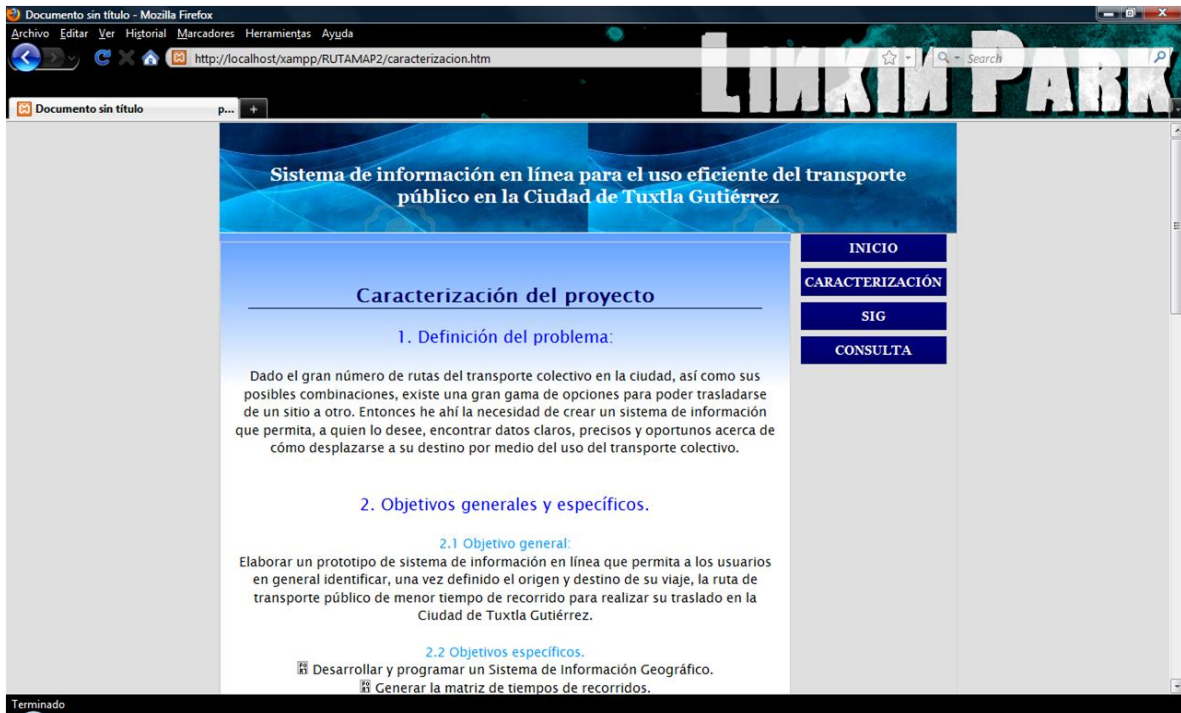 Documento sin título - Mozilla Firefox
Archivo Editar Ver Historial Marcadores Herramientas Ayuda
LINKIN PARK
http://localhost/xampp/RUTAMAP2/caracterizacion.htm
Search
Documento sin título p... +
Sistema de información en línea para el uso eficiente del transporte
público en la Ciudad de Tuxtla Gutiérrez
INICIO
CARACTERIZACIÓN
SIG
CONSULTA
Caracterización del proyecto
1. Definición del problema:
Dado el gran número de rutas del transporte colectivo en la ciudad, así como sus
posibles combinaciones, existe una gran gama de opciones para poder trasladarse
de un sitio a otro. Entonces he ahí la necesidad de crear un sistema de información
que permita, a quien lo desee, encontrar datos claros, precisos y oportunos acerca de
cómo desplazarse a su destino por medio del uso del transporte colectivo.
2. Objetivos generales y específicos.
2.1 Objetivo general:
Elaborar un prototipo de sistema de información en línea que permita a los usuarios
en general identificar, una vez definido el origen y destino de su viaje, la ruta de
transporte público de menor tiempo de recorrido para realizar su traslado en la
Ciudad de Tuxtla Gutiérrez.
2.2 Objetivos específicos.
Desarrollar y programar un Sistema de Información Geográfico.
Generar la matriz de tiempos de recorridos.
Terminado